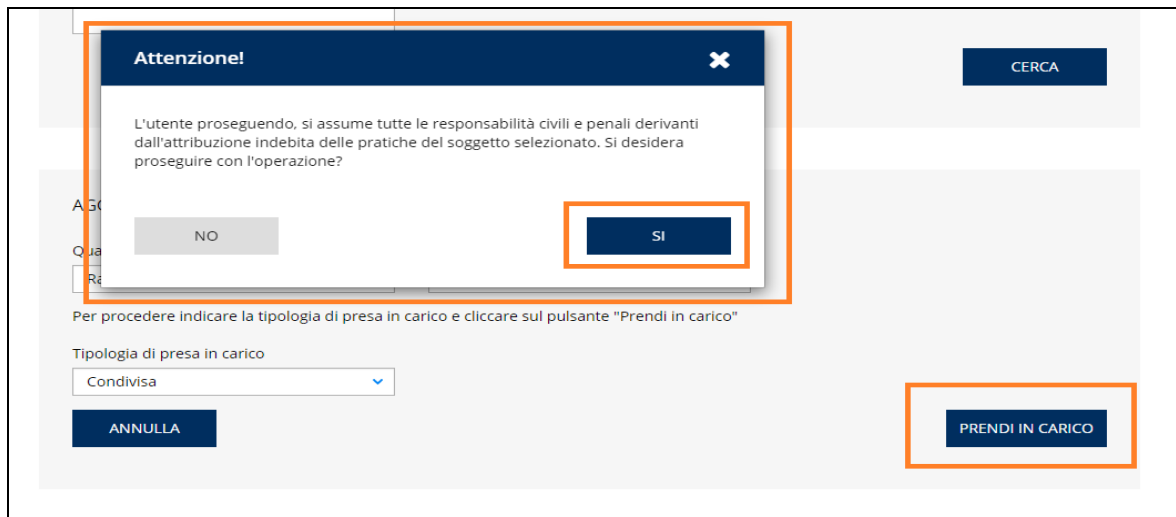 Attenzione!
CERCA
L'utente proseguendo, si assume tutte le responsabilità civili e penali derivanti
dall'attribuzione indebita delle pratiche del soggetto selezionato. Si desidera
proseguire con l'operazione?
NO
SI
Per procedere indicare la tipologia di presa in carico e cliccare sul pulsante "Prendi in carico"
Tipologia di presa in carico
Condivisa
ANNULLA
PRENDI IN CARICO